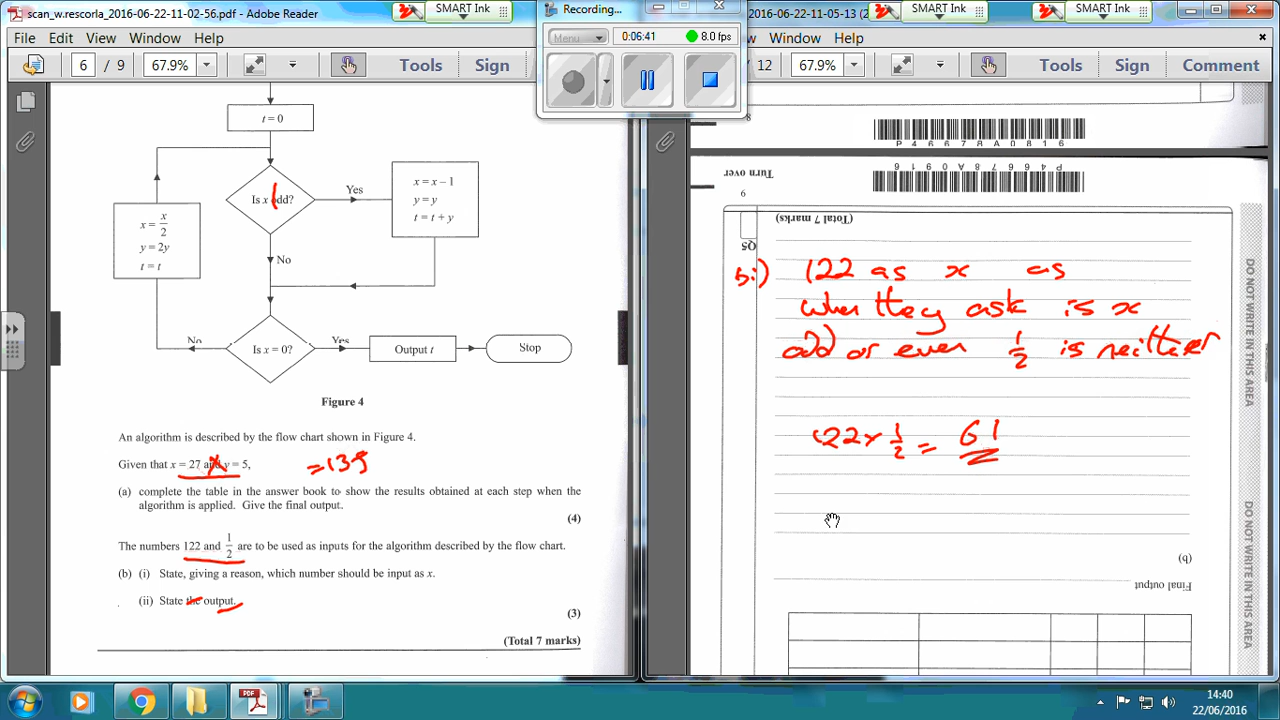 scan_w.rescorla_2016-06-22-11-02-56.pdf - Adobe Reader
SMART Ink
File Edit View Window Help
6 / 9 67.9%
Tools Sign
Recording...
Menu 0:06:41 8.0 fps
2016-06-22-11-05-13
SMART Ink
SMART Ink
Window Help
12 67.9%
Tools Sign Comment
t = 0
Is x odd?
Yes
x = x – 1
y = y
t = t + y
x = x/2
y = 2y
t = t
No
Is x = 0?
No
Yes
Output t
Stop
Figure 4
An algorithm is described by the flow chart shown in Figure 4.
Given that x = 27 and y = 5,
= 135
(a) complete the table in the answer book to show the results obtained at each step when the
algorithm is applied. Give the final output.
(4)
The numbers 122 and 1/2 are to be used as inputs for the algorithm described by the flow chart.
(b) (i) State, giving a reason, which number should be input as x.
(ii) State the output.
(3)
(Total 7 marks)
8
P44667 8A0816
P46678A0916
Turn over
9
(Total 7 marks)
Q5
bi) 122 as x as
when they ask is x
odd or even 1/2 is neither
122 x 1/2 = 61
(b)
Final output
DO NOT WRITE IN THIS AREA
DO NOT WRITE IN THIS AREA
14:40
22/06/2016